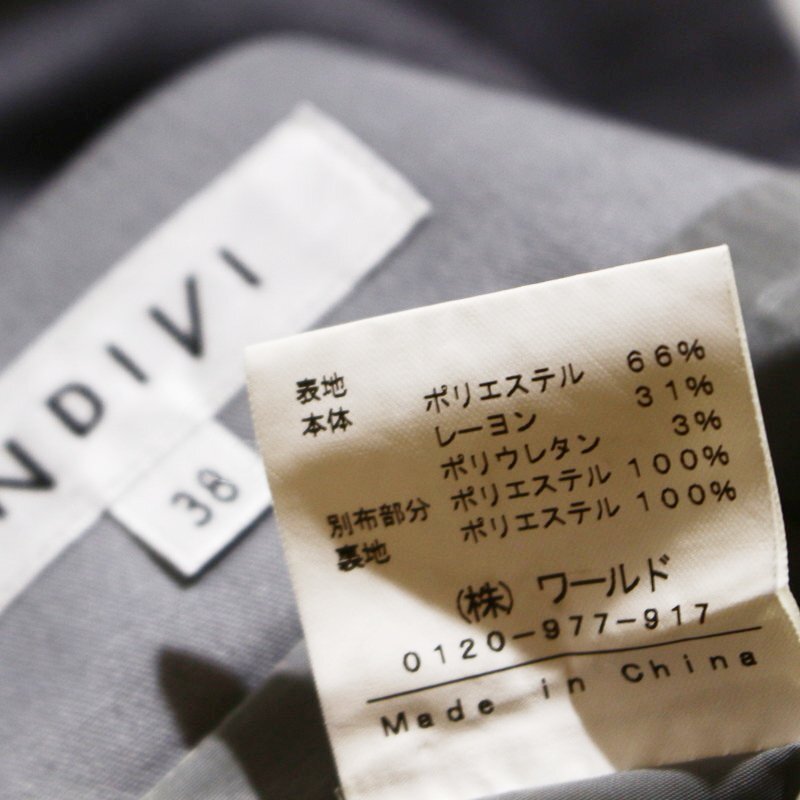 NDIVI
38
表地
本体 ポリエステル 66%
レーヨン 31%
ポリウレタン 3%
別布部分 ポリエステル 100%
裏地 ポリエステル 100%
(株) ワールド
0120-977-917
Made in China